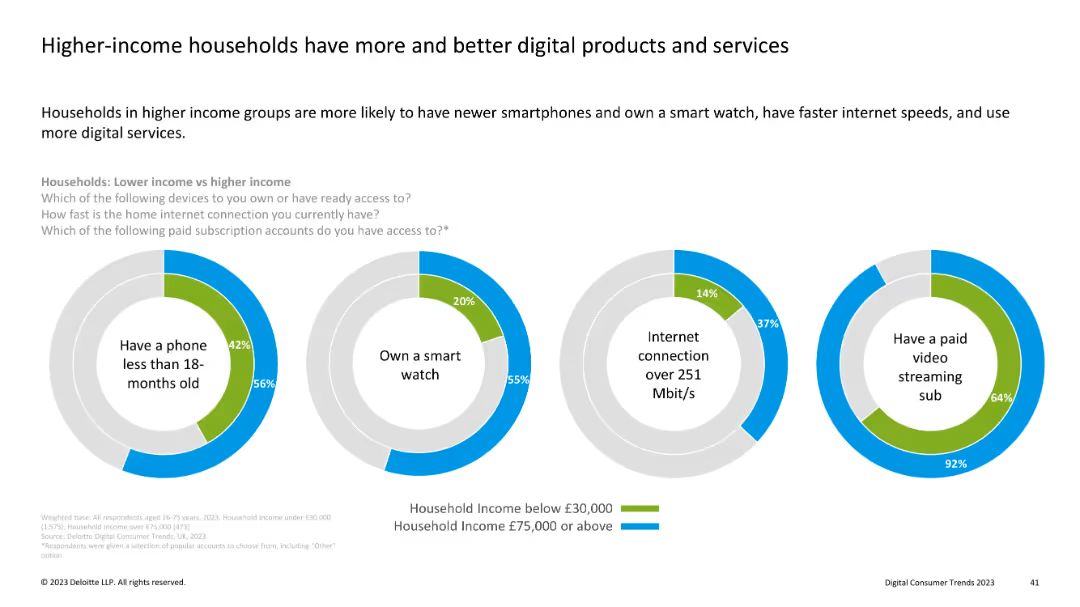 Higher-income households have more and better digital products and services
Households in higher income groups are more likely to have newer smartphones and own a smart watch, have faster internet speeds, and use
more digital services.
Households: Lower income vs higher income
Which of the following devices to you own or have ready access to?
How fast is the home internet connection you currently have?
Which of the following paid subscription accounts do you have access to?*
Have a phone
less than 18-
months old
42%
56%
Own a smart
watch
20%
55%
Internet
connection
over 251
Mbit/s
14%
37%
Have a paid
video
streaming
sub
64%
92%
Household Income below £30,000
Household Income £75,000 or above
Weighted base: All respondents aged 16-75 years, 2023, Household income under £30,000
(1,575); Household income over £75,000 (473)
Source: Deloitte Digital Consumer Trends, UK, 2023
*Respondents were given a selection of popular accounts to choose from, including "Other"
option
© 2023 Deloitte LLP. All rights reserved.
Digital Consumer Trends 2023
41